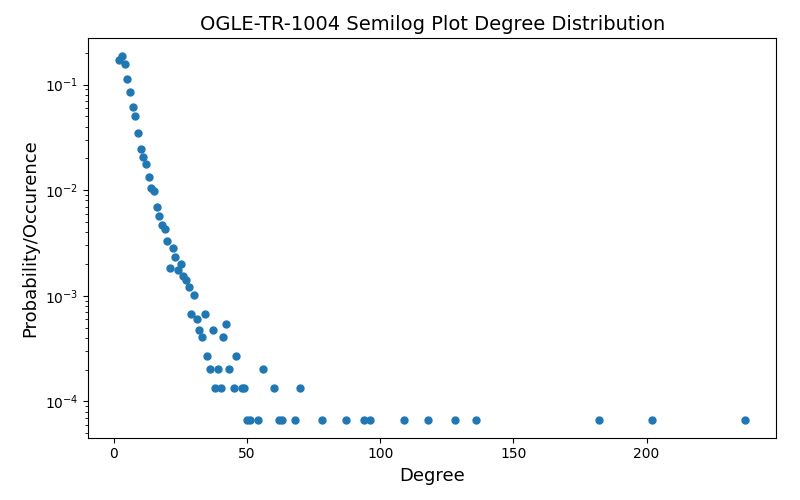 OGLE-TR-1004 Semilog Plot Degree Distribution
Probability/Occurence
10⁻¹
10⁻²
10⁻³
10⁻⁴
0 50 100 150 200
Degree